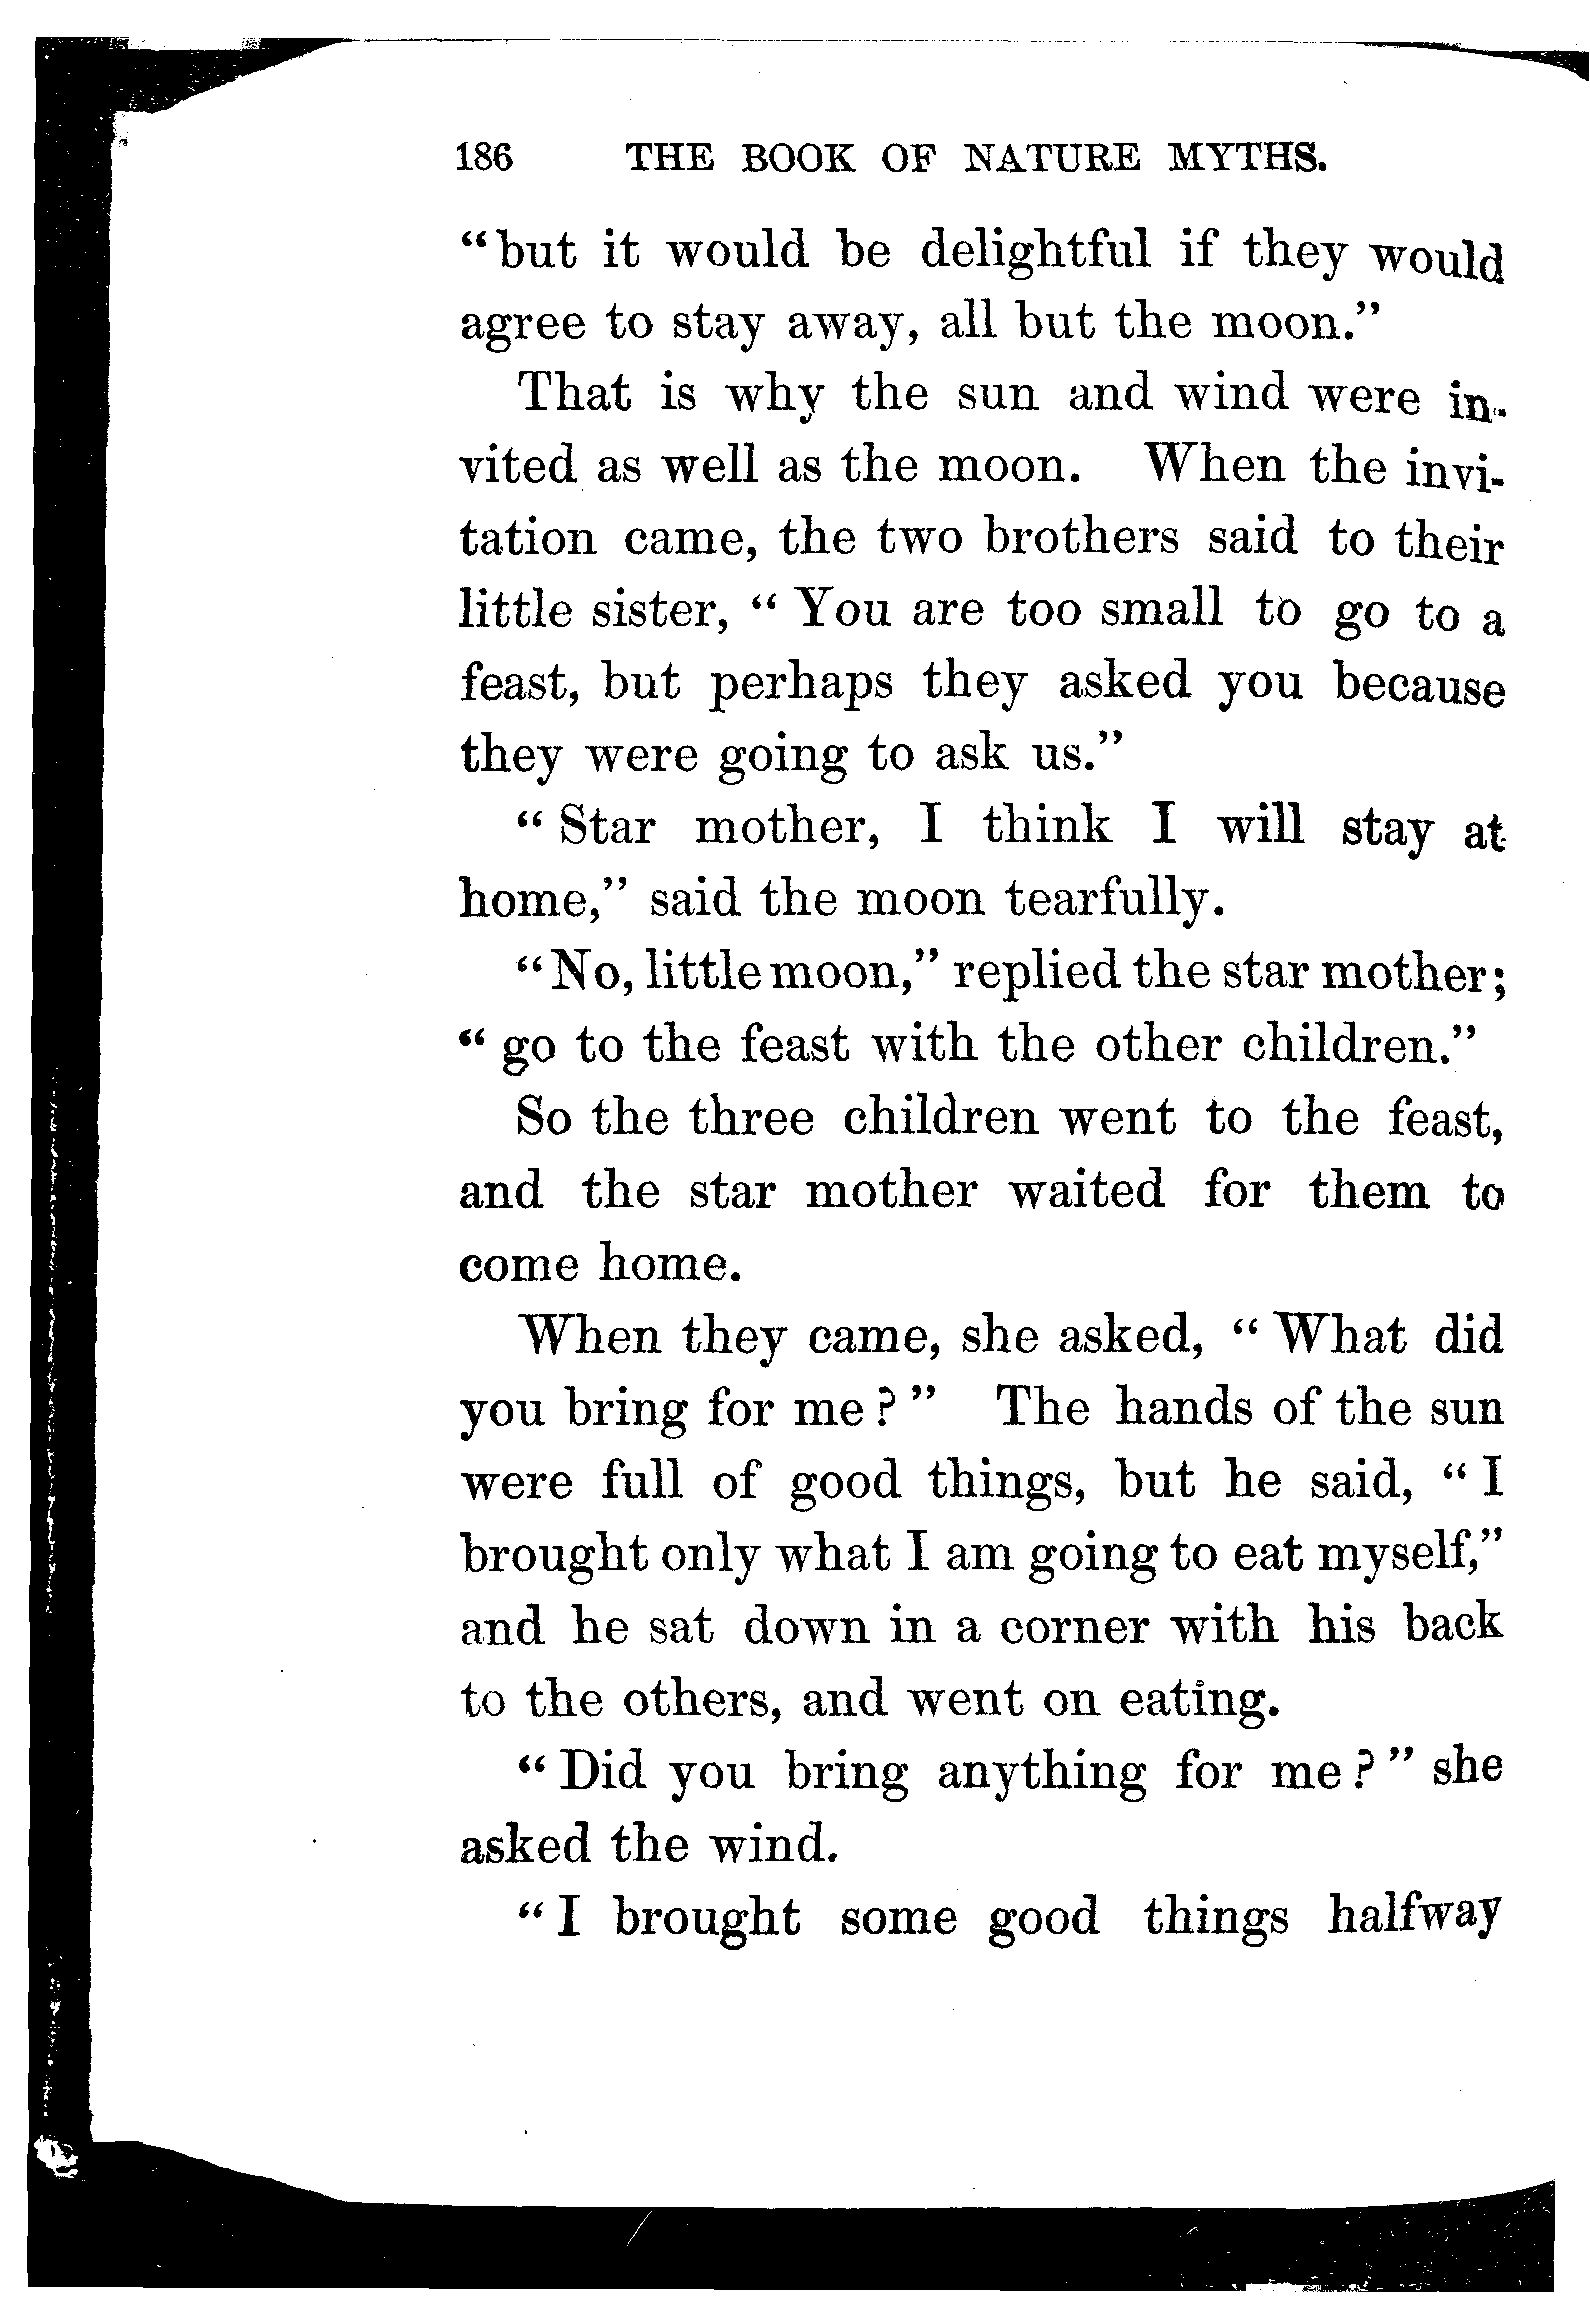 186 THE BOOK OF NATURE MYTHS.
“but it would be delightful if they would
agree to stay away, all but the moon.”
That is why the sun and wind were in-
vited as well as the moon. When the invi-
tation came, the two brothers said to their
little sister, “ You are too small to go to a
feast, but perhaps they asked you because
they were going to ask us.”
“ Star mother, I think I will stay at
home,” said the moon tearfully.
“No, little moon,” replied the star mother;
“ go to the feast with the other children.”
So the three children went to the feast,
and the star mother waited for them to
come home.
When they came, she asked, “ What did
you bring for me ? ” The hands of the sun
were full of good things, but he said, “ I
brought only what I am going to eat myself,”
and he sat down in a corner with his back
to the others, and went on eating.
“ Did you bring anything for me ? ” she
asked the wind.
“ I brought some good things halfway